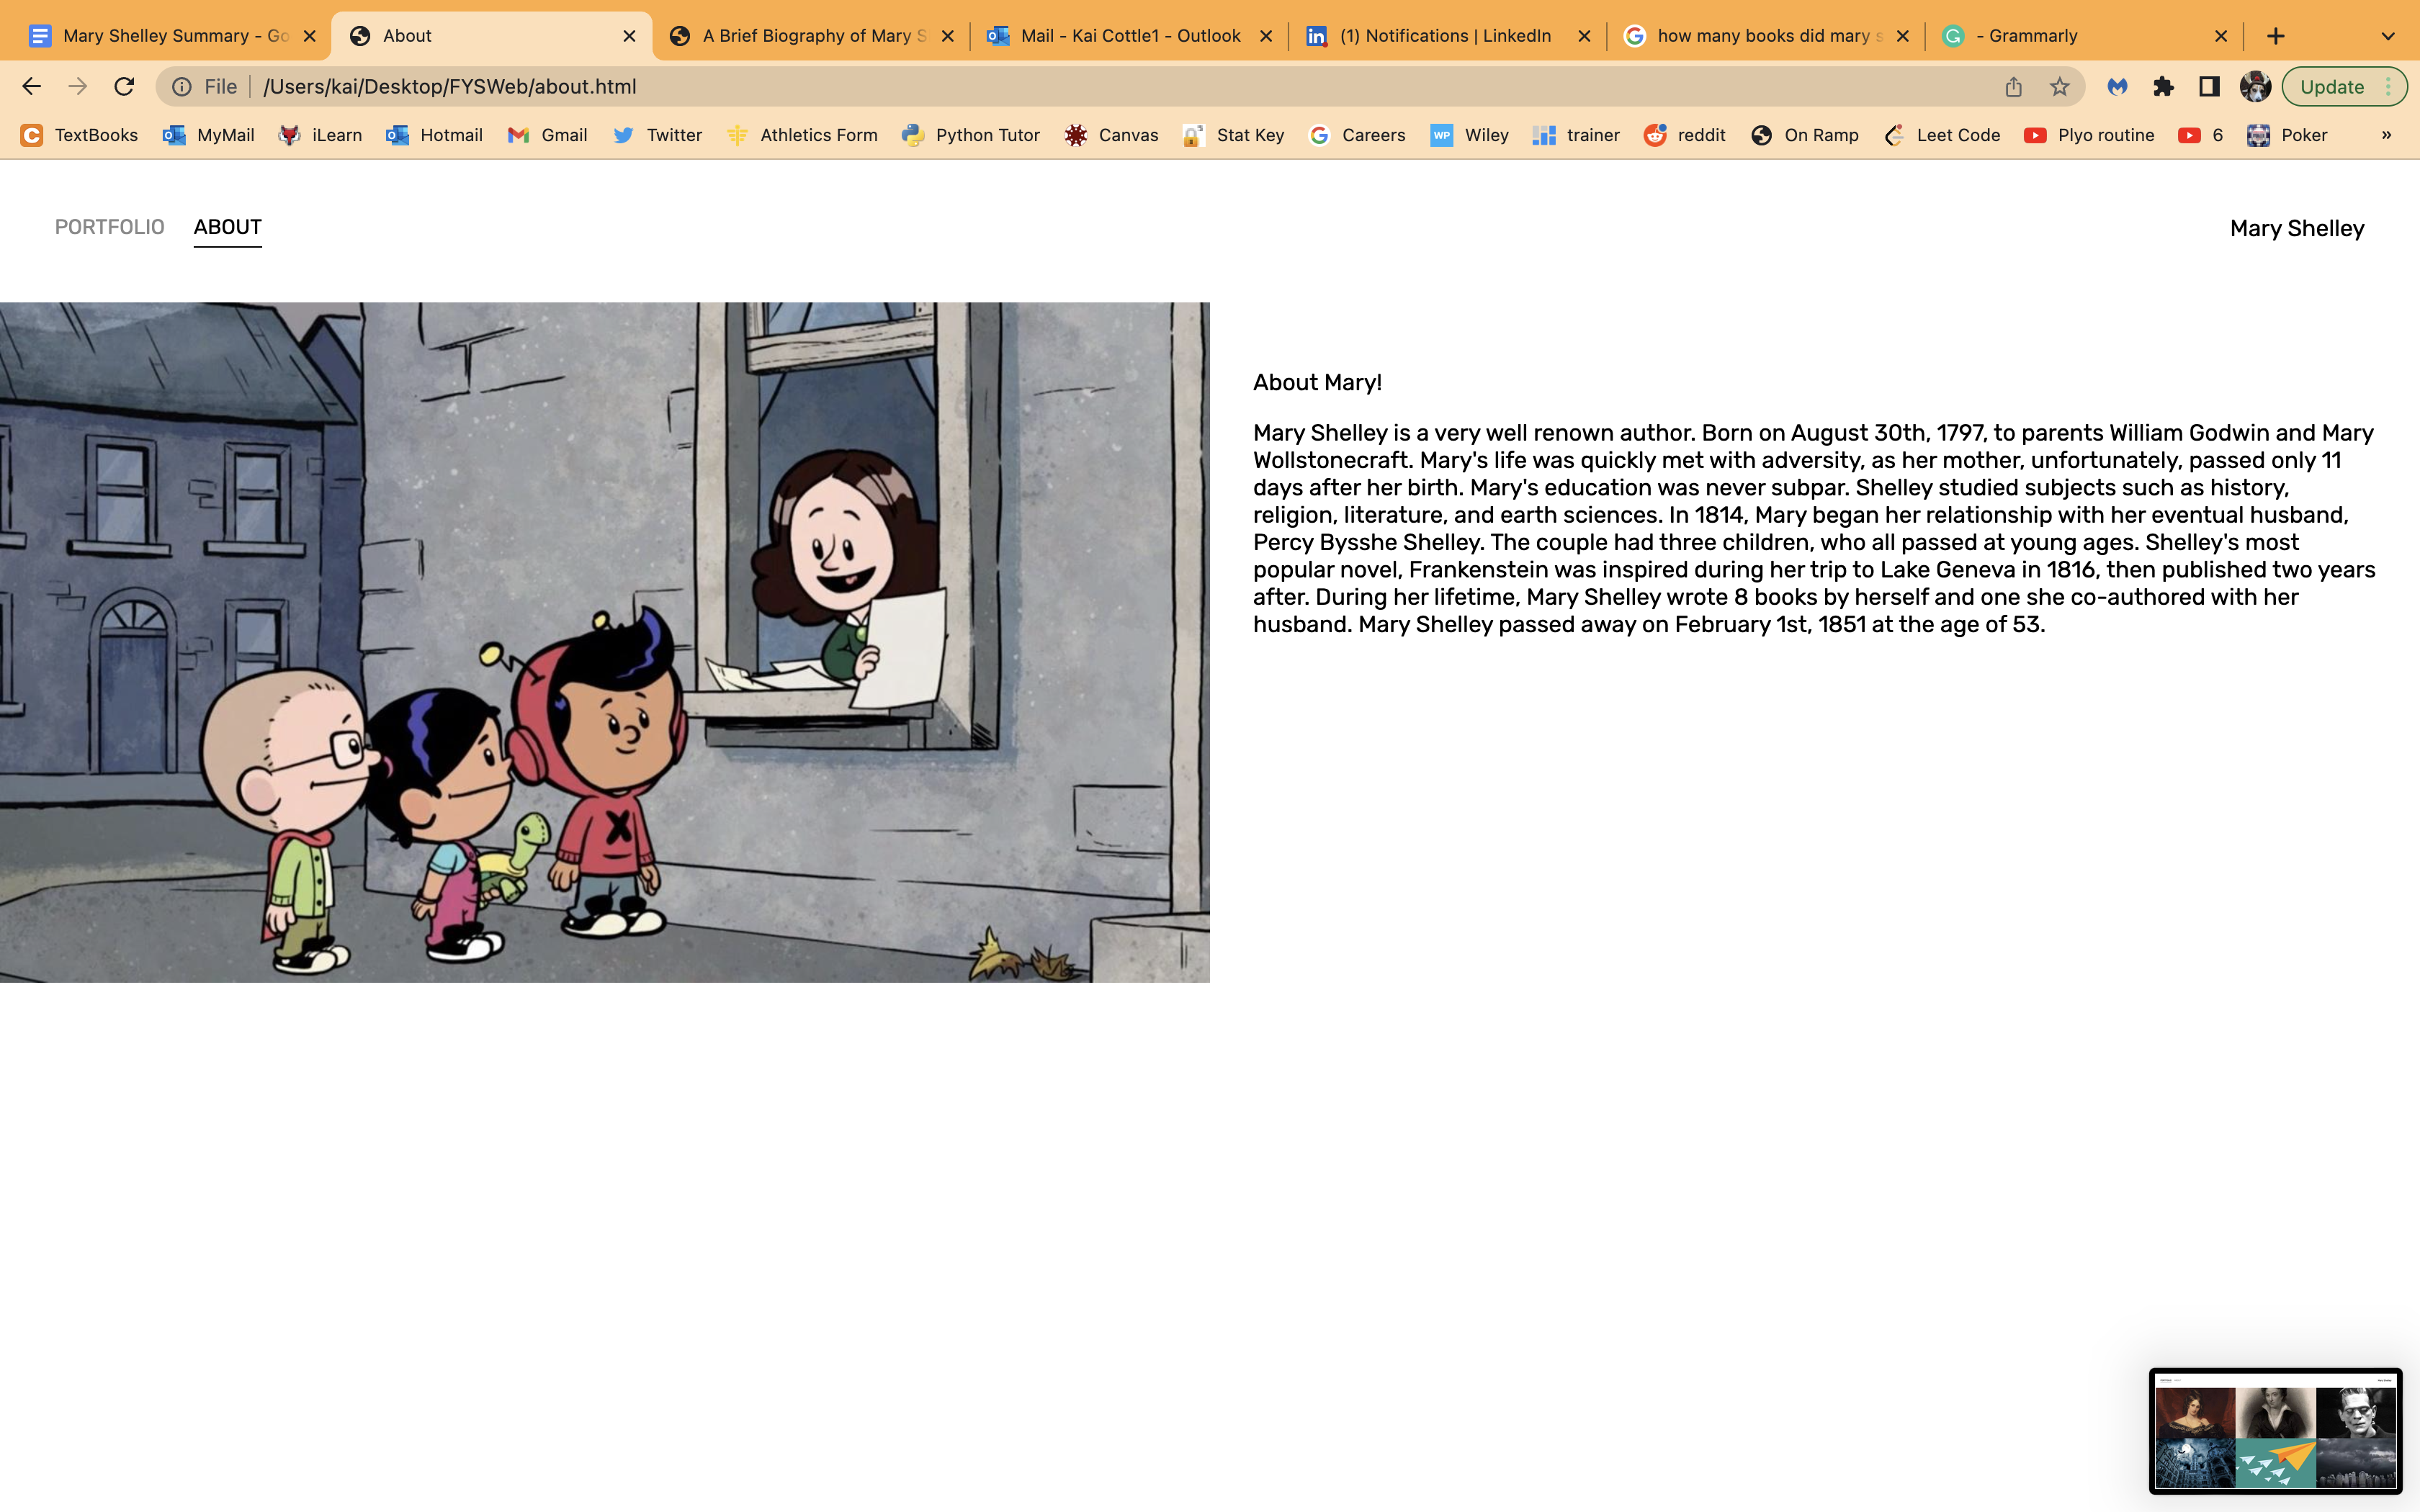 Mary Shelley Summary - Go
About
A Brief Biography of Mary S
Mail - Kai Cottle1 - Outlook
(1) Notifications | LinkedIn
how many books did mary s
- Grammarly
File
/Users/kai/Desktop/FYSWeb/about.html
Update
TextBooks
MyMail
iLearn
Hotmail
Gmail
Twitter
Athletics Form
Python Tutor
Canvas
Stat Key
Careers
WP
Wiley
trainer
reddit
On Ramp
Leet Code
Plyo routine
6
Poker
»
PORTFOLIO
ABOUT
Mary Shelley
About Mary!
Mary Shelley is a very well renown author. Born on August 30th, 1797, to parents William Godwin and Mary
Wollstonecraft. Mary's life was quickly met with adversity, as her mother, unfortunately, passed only 11
days after her birth. Mary's education was never subpar. Shelley studied subjects such as history,
religion, literature, and earth sciences. In 1814, Mary began her relationship with her eventual husband,
Percy Bysshe Shelley. The couple had three children, who all passed at young ages. Shelley's most
popular novel, Frankenstein was inspired during her trip to Lake Geneva in 1816, then published two years
after. During her lifetime, Mary Shelley wrote 8 books by herself and one she co-authored with her
husband. Mary Shelley passed away on February 1st, 1851 at the age of 53.
X